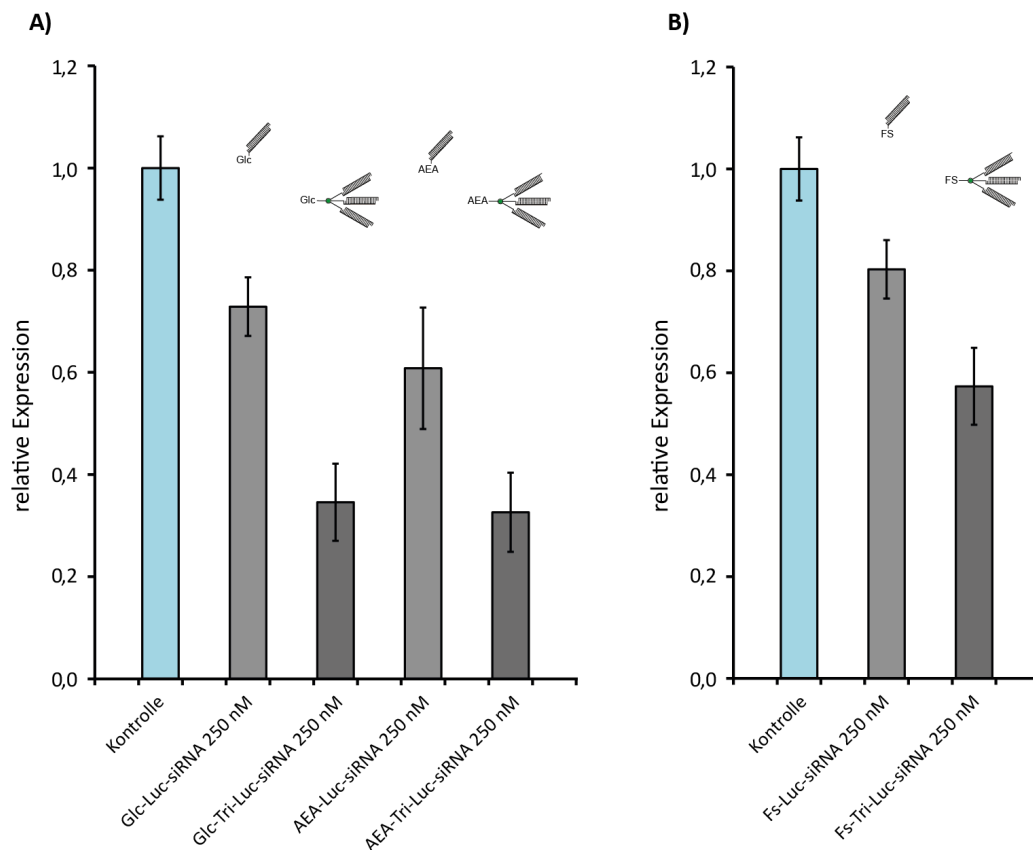 A)
relative Expression
1,2
1,0
0,8
0,6
0,4
0,2
0,0
Glc
Glc
AEA
AEA
Kontrolle
Glc-Luc-siRNA 250 nM
Glc-Tri-Luc-siRNA 250 nM
AEA-Luc-siRNA 250 nM
AEA-Tri-Luc-siRNA 250 nM
B)
relative Expression
1,2
1,0
0,8
0,6
0,4
0,2
0,0
FS
FS
Kontrolle
Fs-Luc-siRNA 250 nM
Fs-Tri-Luc-siRNA 250 nM